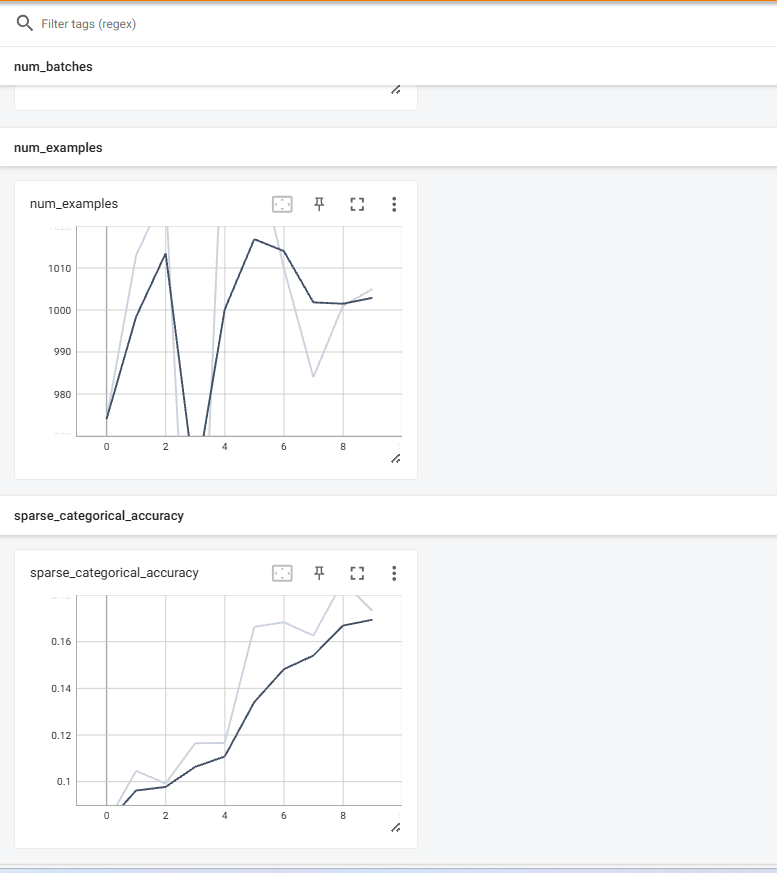 Filter tags (regex)
num_batches
num_examples
num_examples
1010
1000
990
980
0 2 4 6 8
sparse_categorical_accuracy
sparse_categorical_accuracy
0.16
0.14
0.12
0.1
0 2 4 6 8